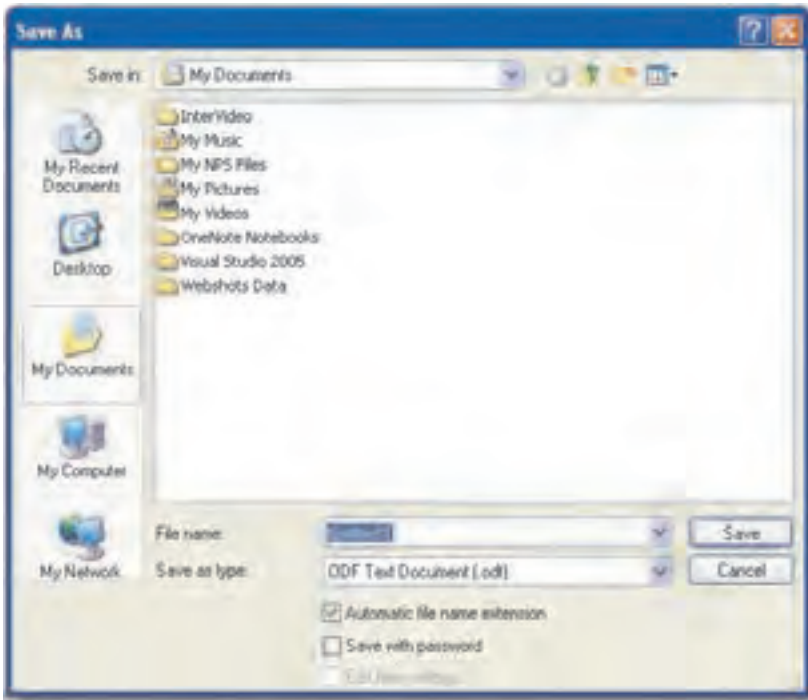 Save As
Save in: My Documents
InterVideo
My Music
My NPS Files
My Pictures
My Videos
OneNote Notebooks
Visual Studio 2005
Webshots Data
My Recent
Documents
Desktop
My Documents
My Computer
My Network
File name:
Save
Save as type:
ODF Text Document (.odt)
Cancel
Automatic file name extension
Save with password